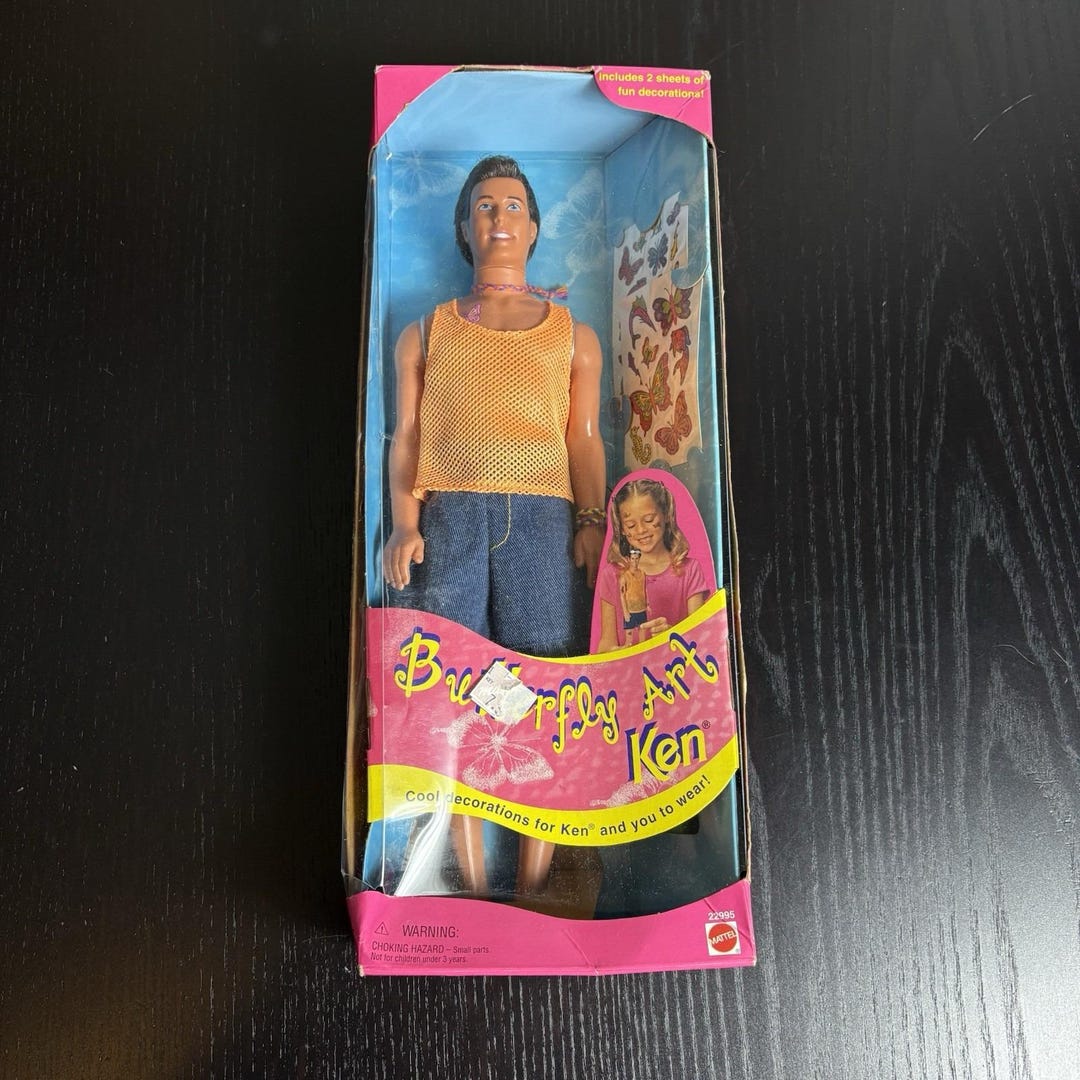 includes 2 sheets of
fun decorations!
Butterfly Art
Ken®
Cool decorations for Ken® and you to wear!
22995
MATTEL
⚠ WARNING:
CHOKING HAZARD – Small parts.
Not for children under 3 years.